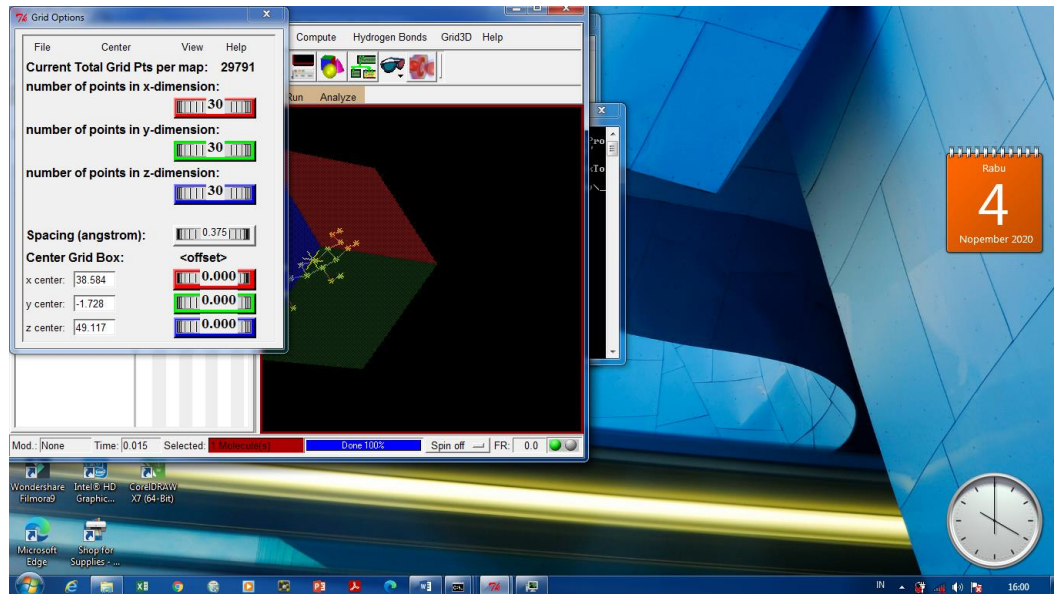 Grid Options
X
X
File Center View Help
Current Total Grid Pts per map: 29791
number of points in x-dimension:
30
number of points in y-dimension:
30
number of points in z-dimension:
30
Spacing (angstrom): 0.375
Center Grid Box: <offset>
x center: 38.584 0.000
y center: -1.728 0.000
z center: 49.117 0.000
Compute Hydrogen Bonds Grid3D Help
Run Analyze
X
Mod.: None Time: 0.015 Selected: 1 Molecule(s) Done 100% Spin off FR: 0.0
Rabu
4
Nopember 2020
Wondershare Filmora9
Intel® HD Graphic...
CorelDRAW X7 (64-Bit)
Microsoft Edge
Shop for Supplies - ...
IN 16:00